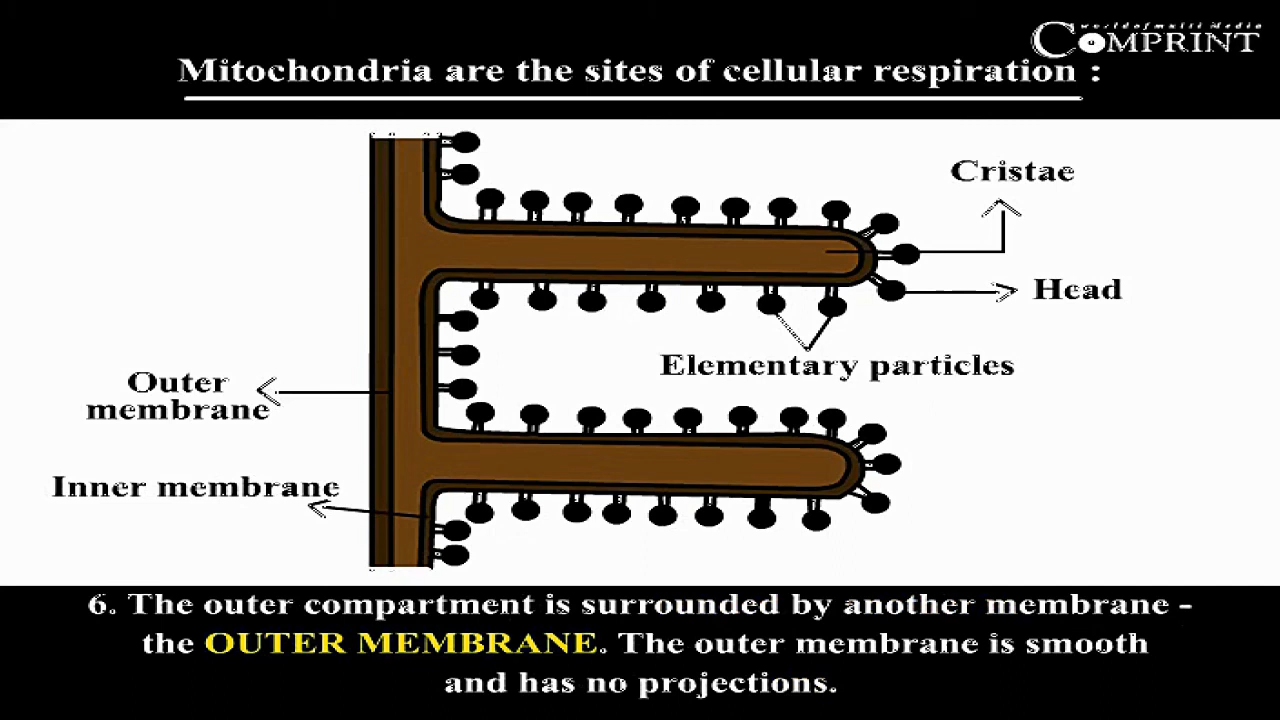 worldofmultiMedia
COMPRINT
Mitochondria are the sites of cellular respiration :
Cristae
Head
Elementary particles
Outer
membrane
Inner membrane
6. The outer compartment is surrounded by another membrane -
the OUTER MEMBRANE. The outer membrane is smooth
and has no projections.